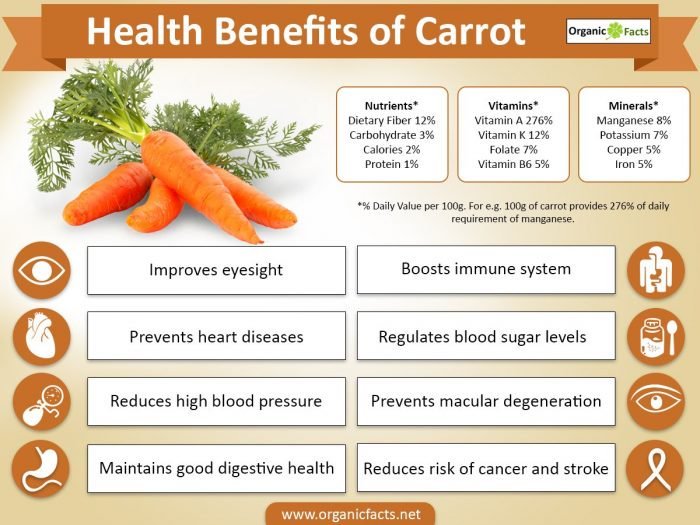 Health Benefits of Carrot
Organic Facts
Nutrients*
Dietary Fiber 12%
Carbohydrate 3%
Calories 2%
Protein 1%
Vitamins*
Vitamin A 276%
Vitamin K 12%
Folate 7%
Vitamin B6 5%
Minerals*
Manganese 8%
Potassium 7%
Copper 5%
Iron 5%
*% Daily Value per 100g. For e.g. 100g of carrot provides 276% of daily
requirement of manganese.
Improves eyesight
Boosts immune system
Prevents heart diseases
Regulates blood sugar levels
Reduces high blood pressure
Prevents macular degeneration
Maintains good digestive health
Reduces risk of cancer and stroke
www.organicfacts.net